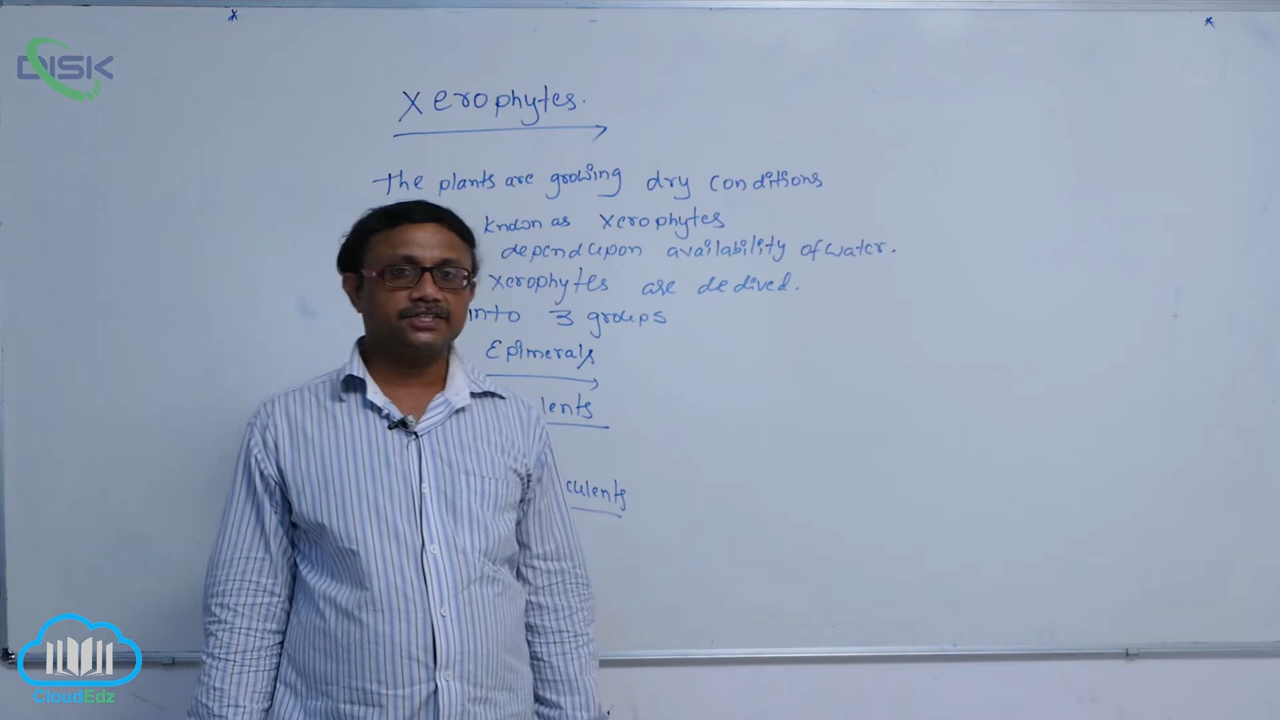 DISK
Xerophytes.
The plants are growing dry conditions
known as xerophytes
depend upon availability of water.
xerophytes are dedived.
into 3 groups
Epimerals
lents
culents
CloudEdz